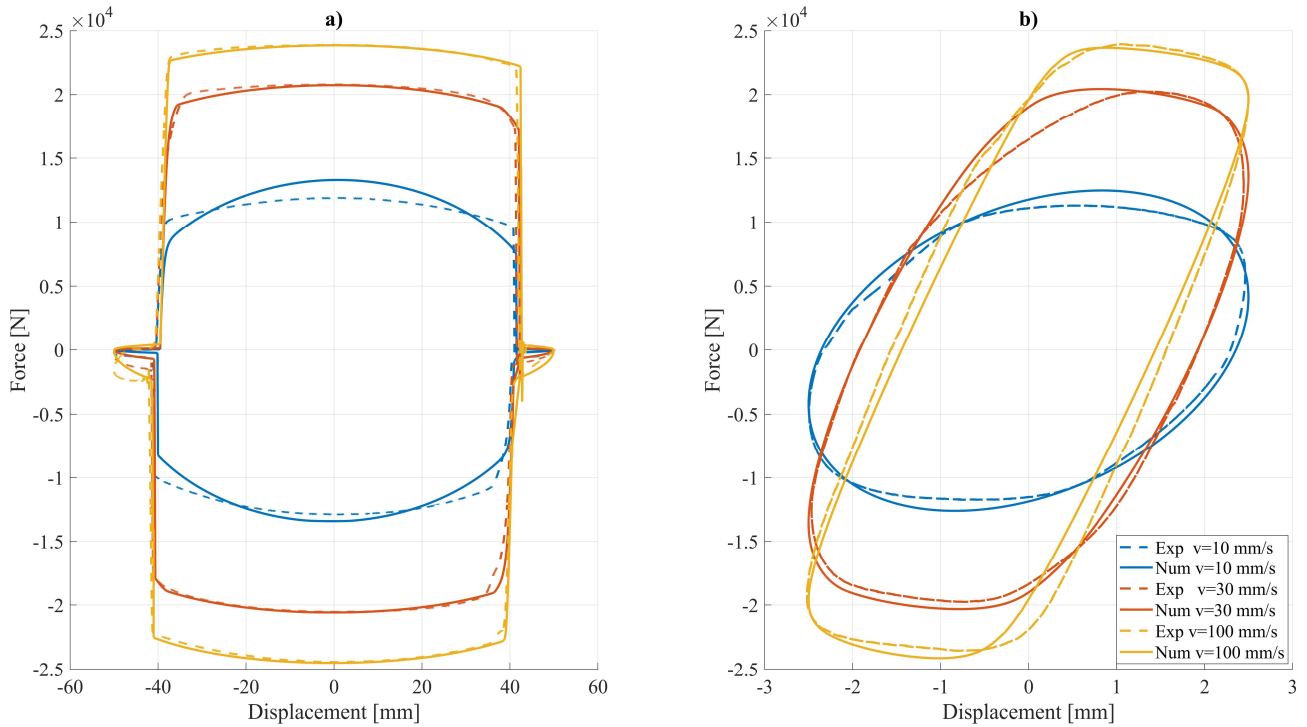 a)
×10⁴
2.5
2
1.5
1
0.5
0
-0.5
-1
-1.5
-2
-2.5
Force [N]
-60 -40 -20 0 20 40 60
Displacement [mm]
b)
×10⁴
2.5
2
1.5
1
0.5
0
-0.5
-1
-1.5
-2
-2.5
Force [N]
-3 -2 -1 0 1 2 3
Displacement [mm]
Exp v=10 mm/s
Num v=10 mm/s
Exp v=30 mm/s
Num v=30 mm/s
Exp v=100 mm/s
Num v=100 mm/s